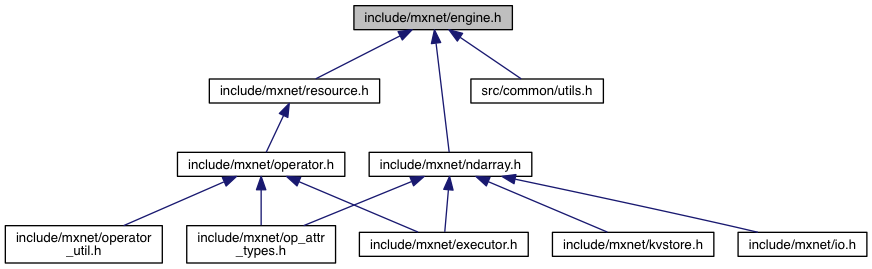 include/mxnet/engine.h
include/mxnet/resource.h
src/common/utils.h
include/mxnet/operator.h
include/mxnet/ndarray.h
include/mxnet/operator
_util.h
include/mxnet/op_attr
_types.h
include/mxnet/executor.h
include/mxnet/kvstore.h
include/mxnet/io.h